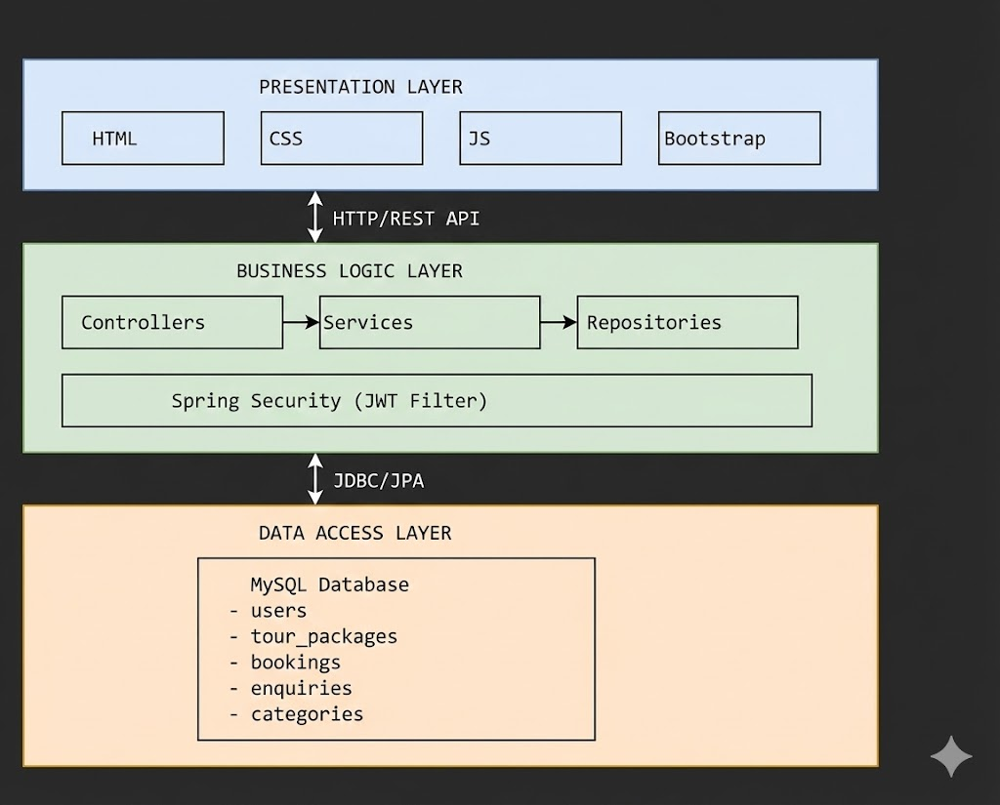 PRESENTATION LAYER
HTML
CSS
JS
Bootstrap
HTTP/REST API
BUSINESS LOGIC LAYER
Controllers
Services
Repositories
Spring Security (JWT Filter)
JDBC/JPA
DATA ACCESS LAYER
MySQL Database
- users
- tour_packages
- bookings
- enquiries
- categories